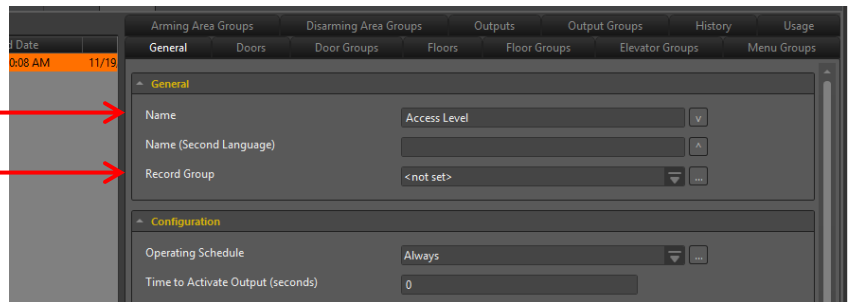 Arming Area Groups Disarming Area Groups Outputs Output Groups History Usage
d Date General Doors Door Groups Floors Floor Groups Elevator Groups Menu Groups
0:08 AM 11/19
General
Name Access Level v
Name (Second Language) ^
Record Group <not set> ...
Configuration
Operating Schedule Always ...
Time to Activate Output (seconds) 0